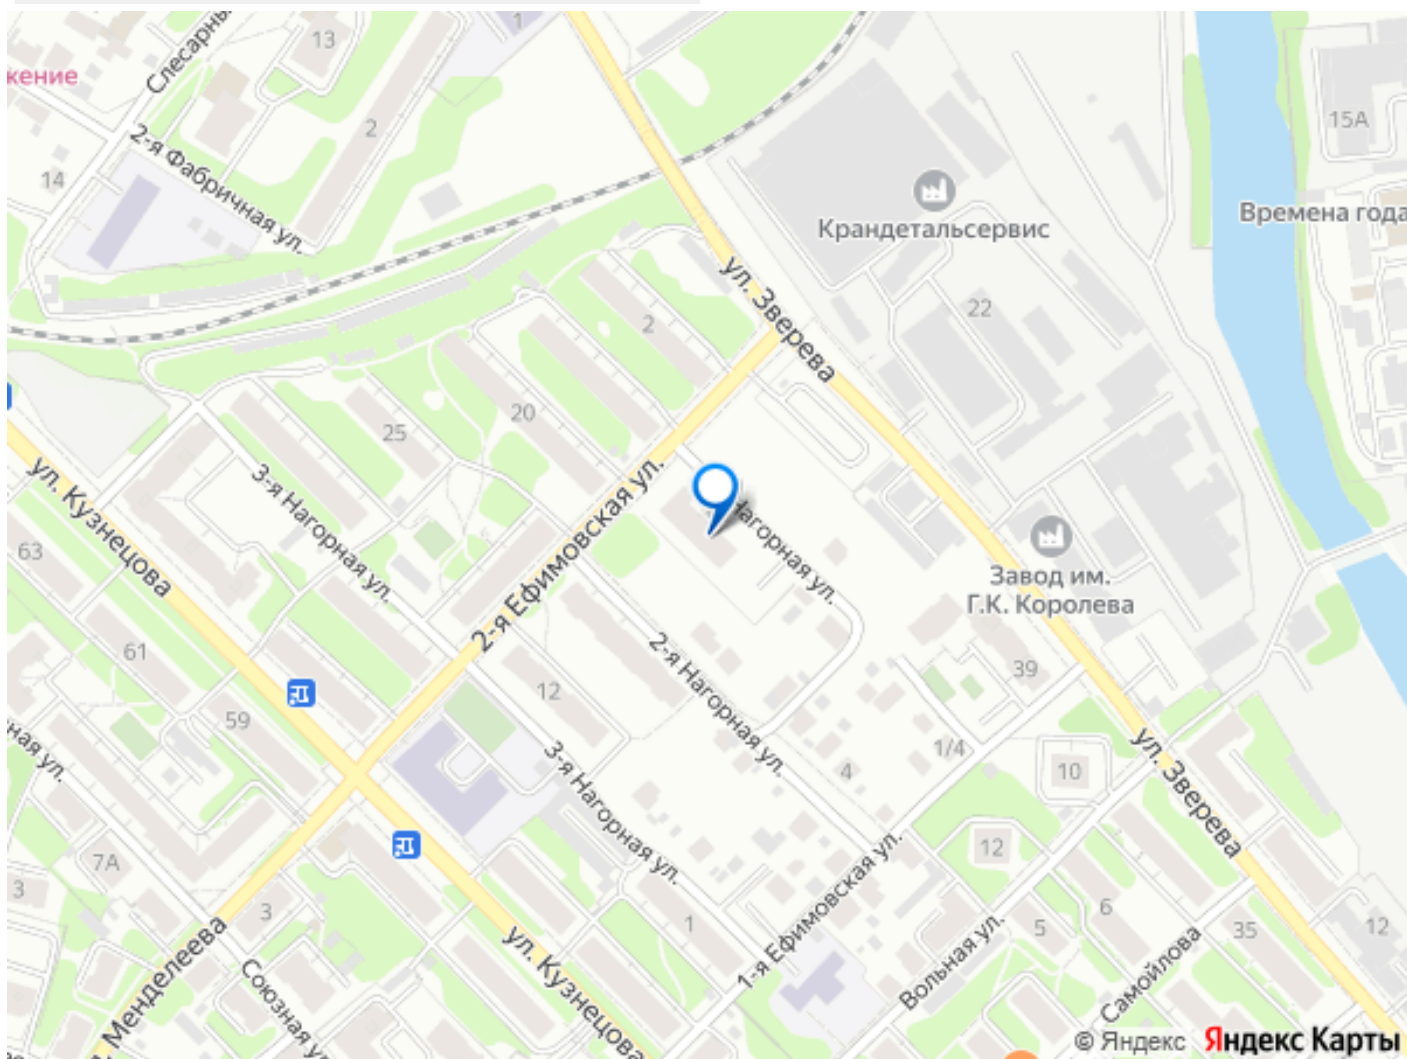 1
13
Слесарны
жение
2
15А
2-я Фабричная ул.
14
Времена года
Крандетальсервис
ул. Зверева
22
2
20
25
ул. Кузнецова
3-я Нагорная ул.
2-я Ефимовская ул.
Нагорная ул.
63
Завод им.
Г.К. Королева
61
2-я Нагорная ул.
39
12
59
ная ул.
1/4
ул. Зверева
4
10
3-я Нагорная ул.
12
7А
3
1-я Ефимовская ул.
3
1
6
5
35
12
ул. Кузнецова
Вольная ул.
Самойлова
Менделеева
Союзная ул
© Яндекс
Яндекс Карты